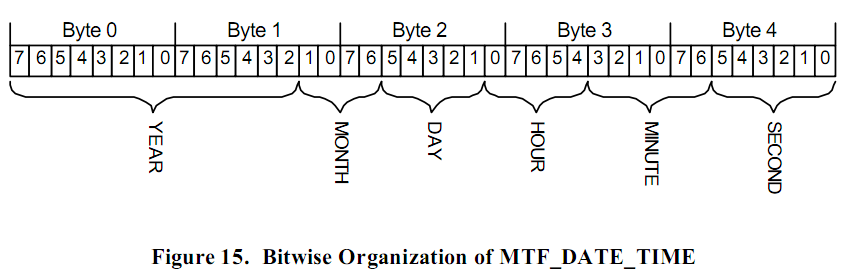 Byte 0 Byte 1 Byte 2 Byte 3 Byte 4
7 6 5 4 3 2 1 0 7 6 5 4 3 2 1 0 7 6 5 4 3 2 1 0 7 6 5 4 3 2 1 0 7 6 5 4 3 2 1 0
YEAR MONTH DAY HOUR MINUTE SECOND
Figure 15. Bitwise Organization of MTF_DATE_TIME